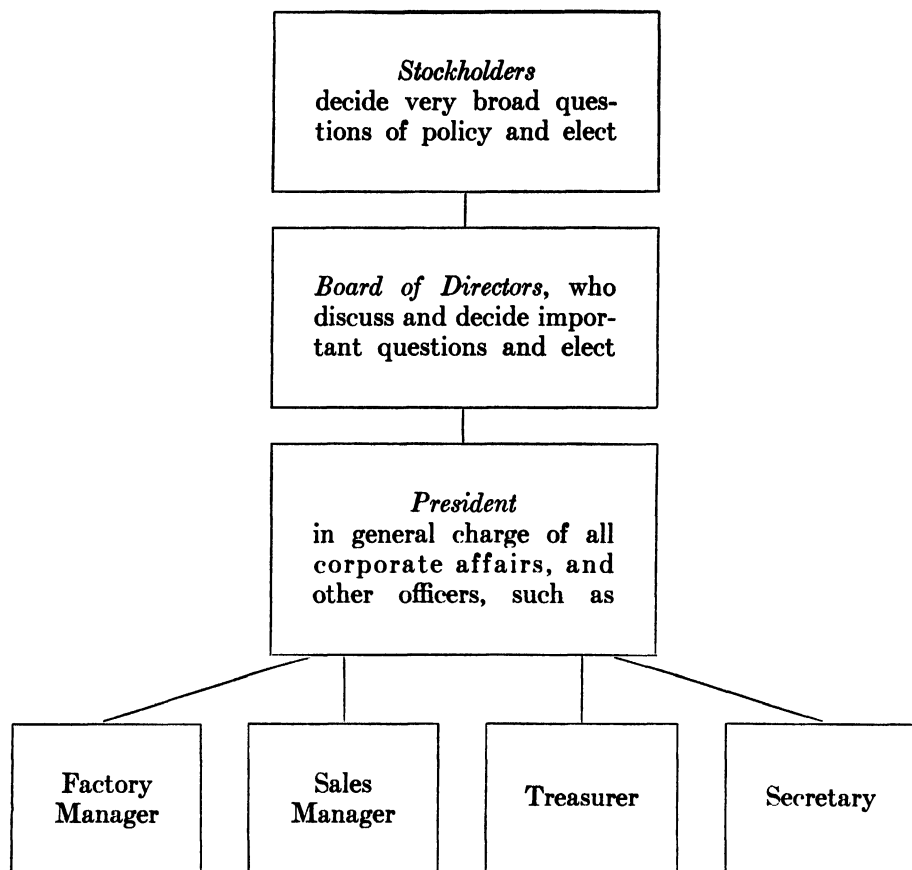 Stockholders
decide very broad ques-
tions of policy and elect
Board of Directors, who
discuss and decide impor-
tant questions and elect
President
in general charge of all
corporate affairs, and
other officers, such as
Factory
Manager
Sales
Manager
Treasurer
Secretary